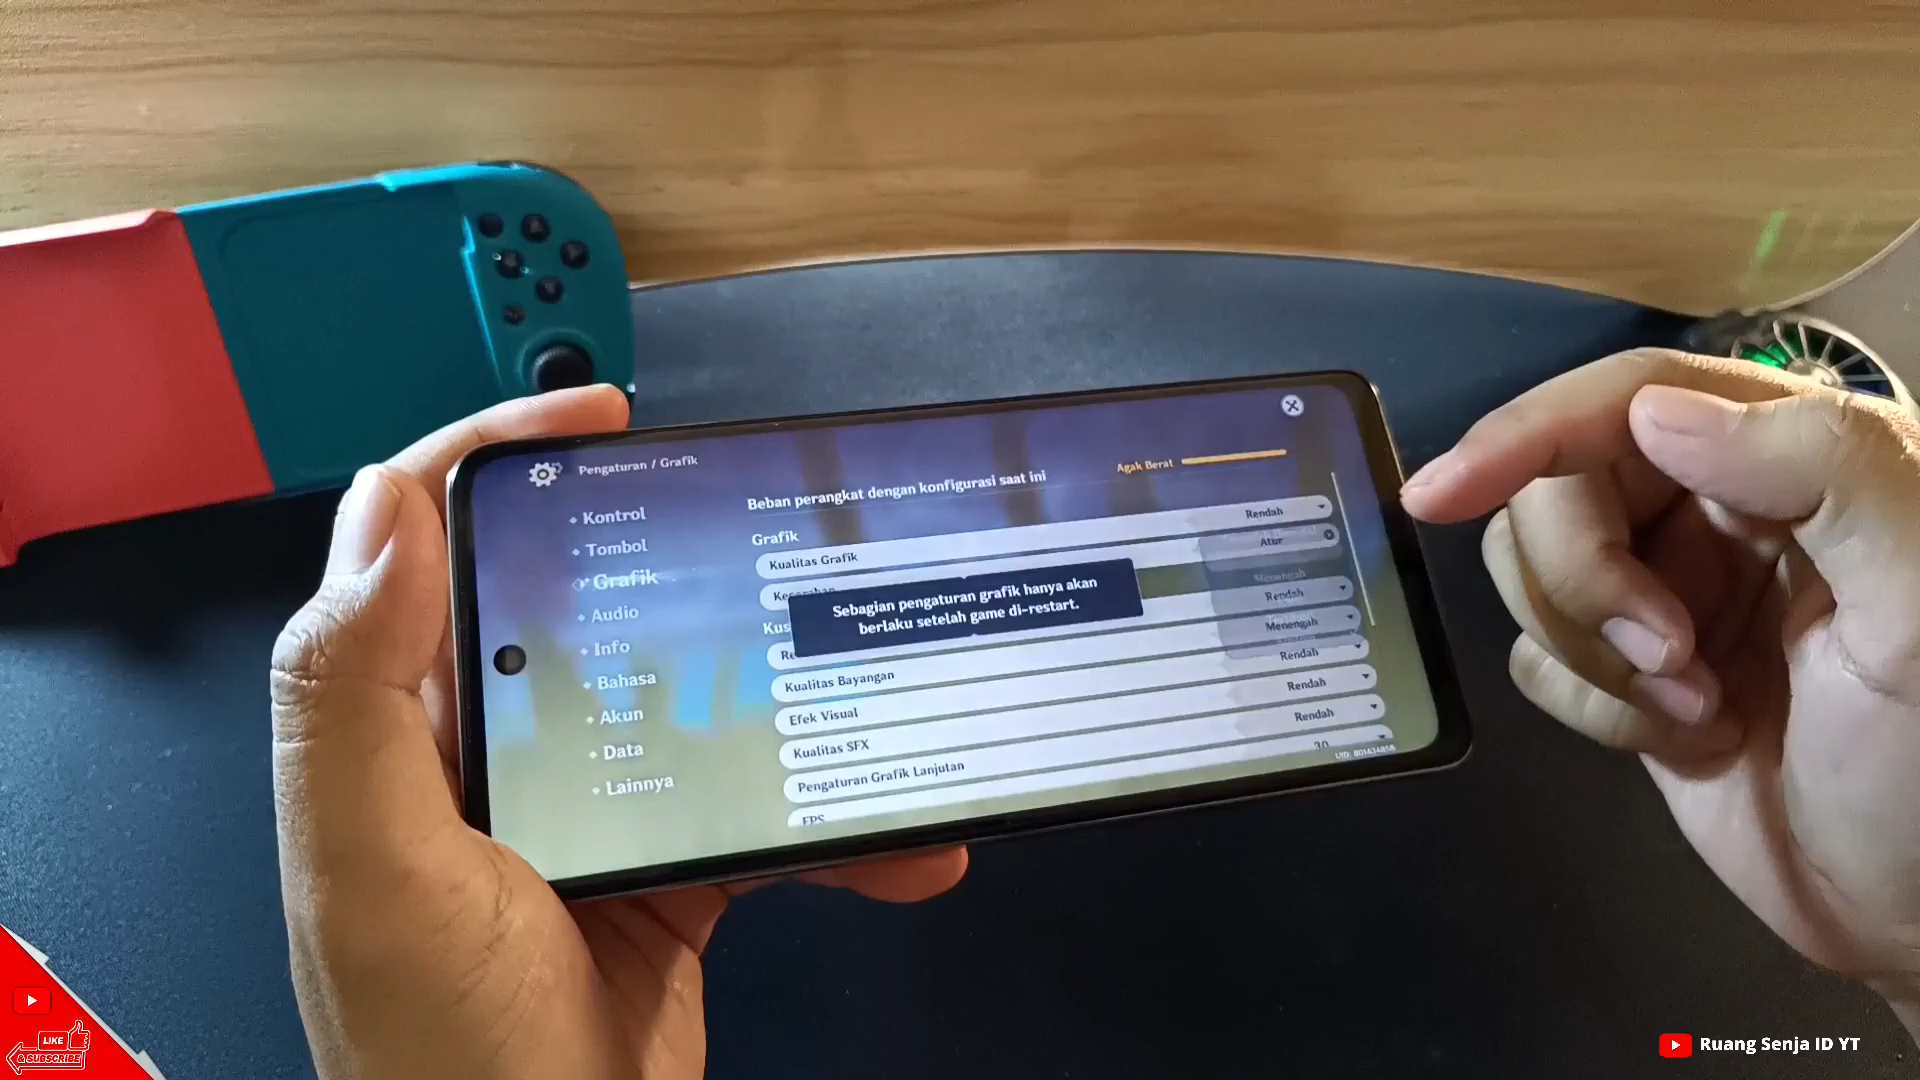 Pengaturan / Grafik
Kontrol
Tombol
Grafik
Audio
Info
Bahasa
Akun
Data
Lainnya
Beban perangkat dengan konfigurasi saat ini
Agak Berat
Grafik
Kualitas Grafik
Rendah
Atur
Sebagian pengaturan grafik hanya akan
berlaku setelah game di-restart.
Menengah
Rendah
Kualitas Bayangan
Menengah
Efek Visual
Rendah
Kualitas SFX
Rendah
Pengaturan Grafik Lanjutan
Rendah
FPS
30
LIKE
& SUBSCRIBE
Ruang Senja ID YT